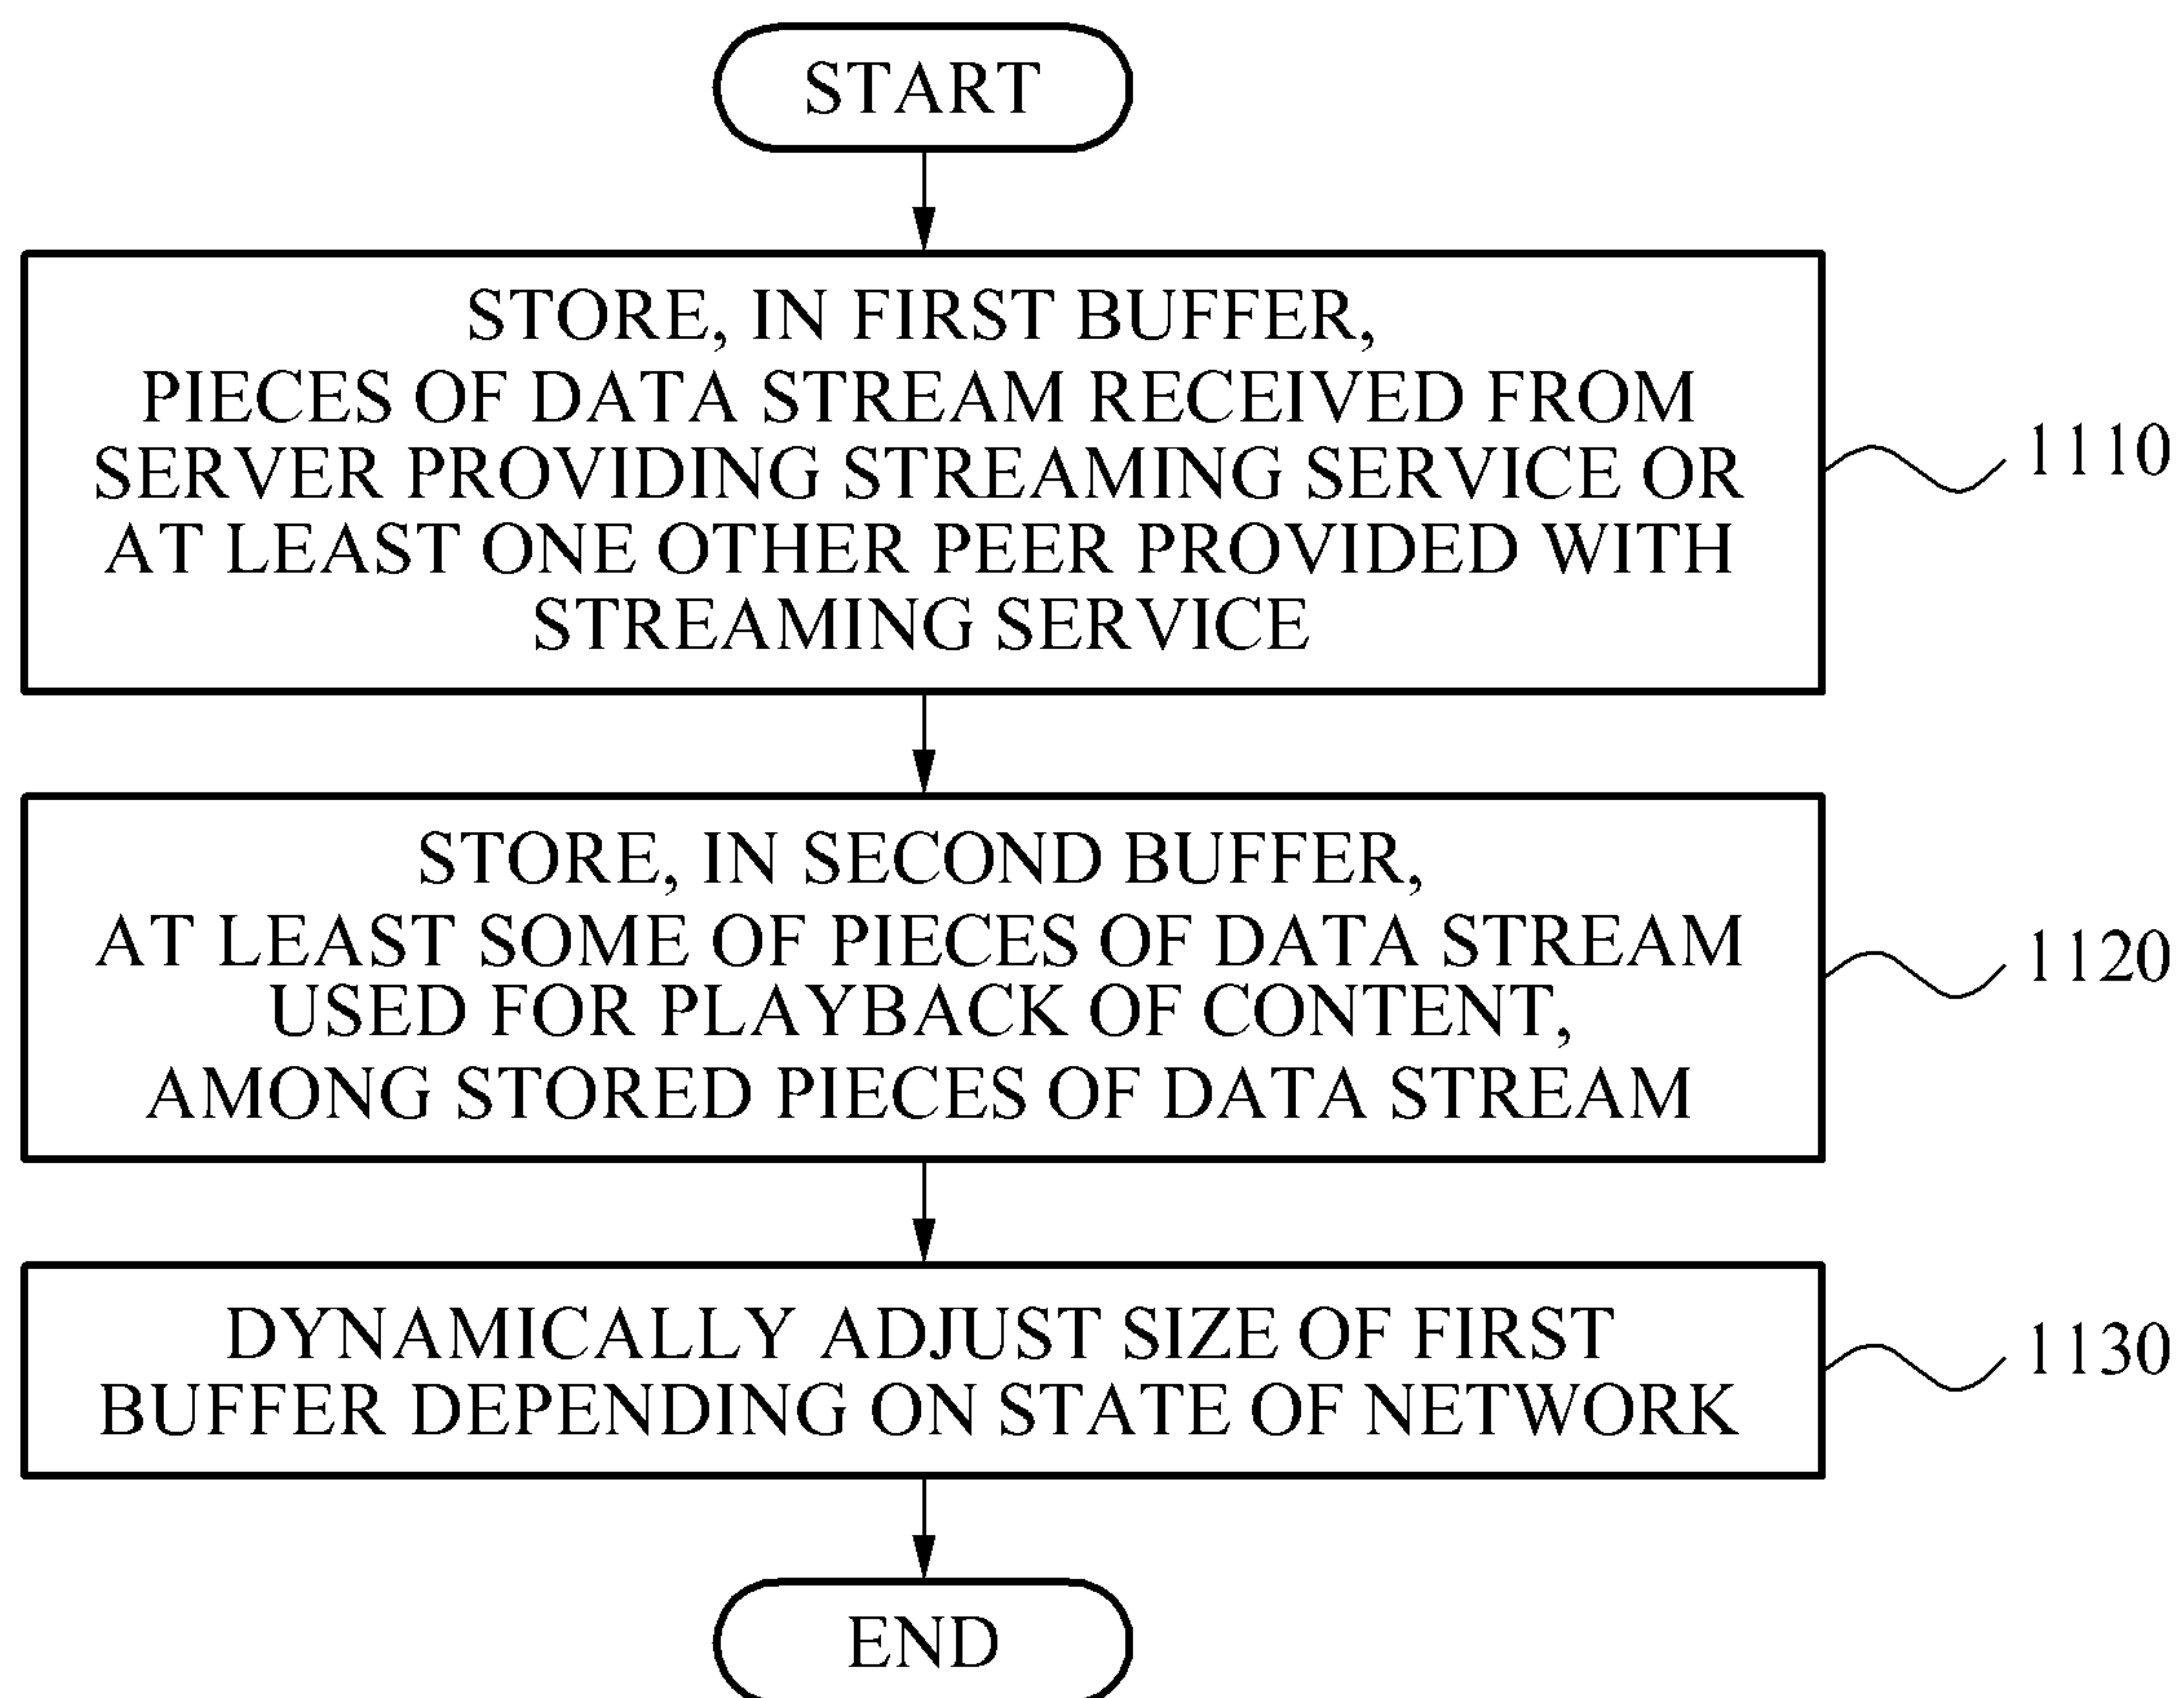 START
STORE, IN FIRST BUFFER,
PIECES OF DATA STREAM RECEIVED FROM
SERVER PROVIDING STREAMING SERVICE OR
AT LEAST ONE OTHER PEER PROVIDED WITH
STREAMING SERVICE
1110
STORE, IN SECOND BUFFER,
AT LEAST SOME OF PIECES OF DATA STREAM
USED FOR PLAYBACK OF CONTENT,
AMONG STORED PIECES OF DATA STREAM
1120
DYNAMICALLY ADJUST SIZE OF FIRST
BUFFER DEPENDING ON STATE OF NETWORK
1130
END